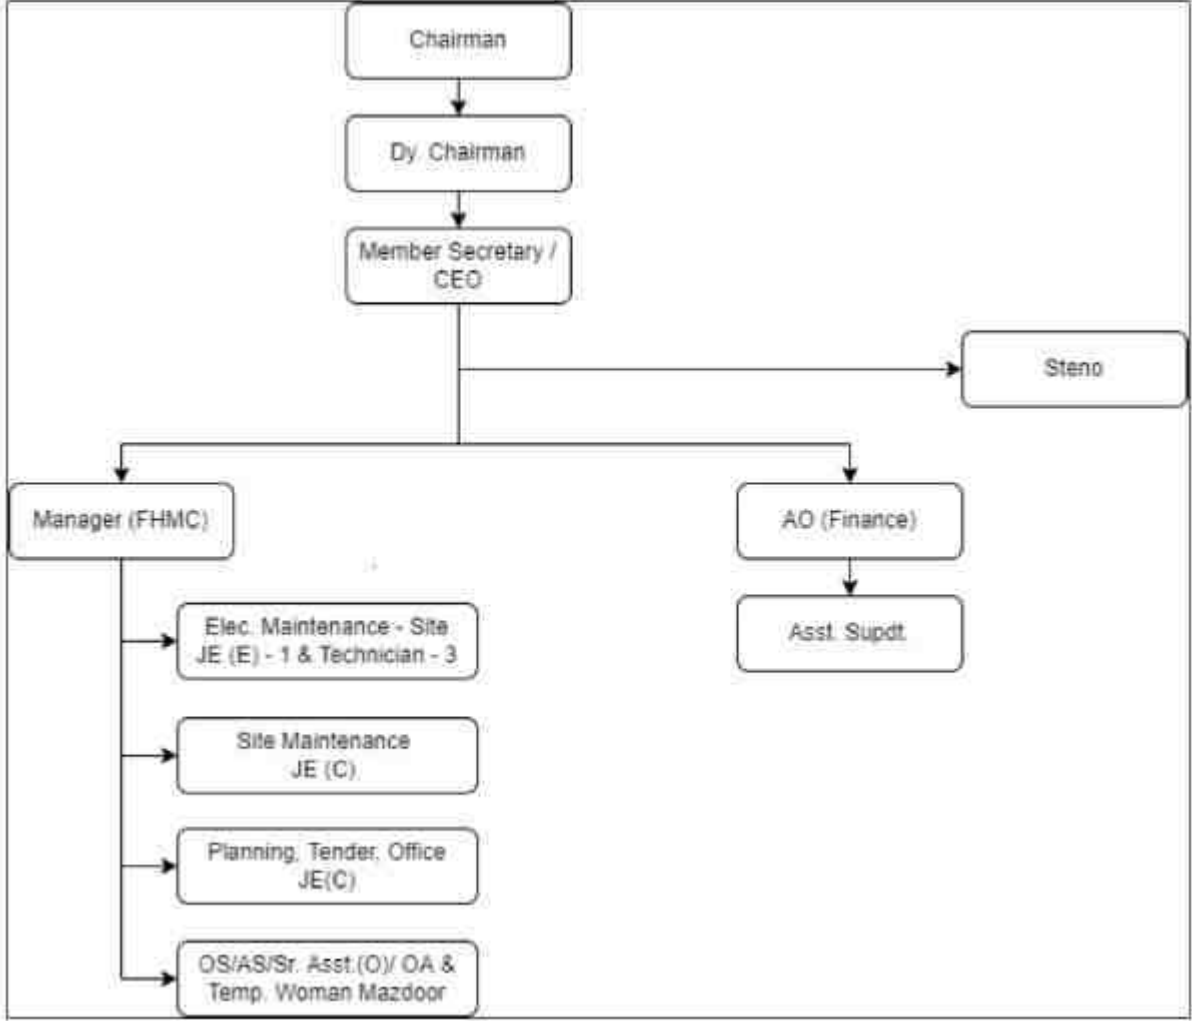 Chairman
Dy. Chairman
Member Secretary /
CEO
Steno
Manager (FHMC)
AO (Finance)
Elec. Maintenance - Site
JE (E) - 1 & Technician - 3
Asst. Supdt.
Site Maintenance
JE (C)
Planning, Tender, Office
JE(C)
OS/AS/Sr. Asst.(O)/ OA &
Temp. Woman Mazdoor